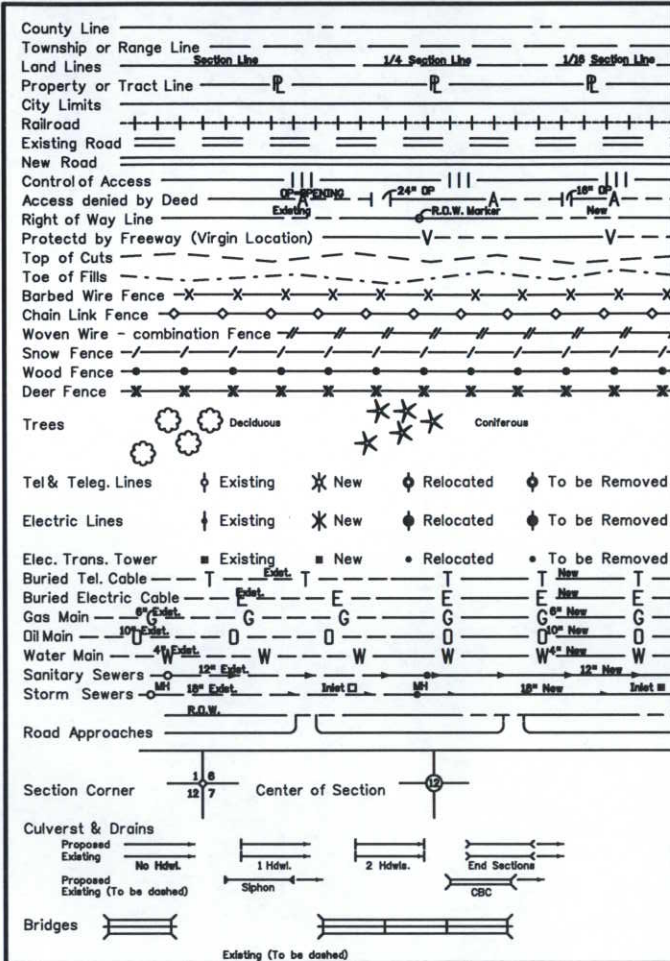 County Line
Township or Range Line
Land Lines Section Line 1/4 Section Line 1/16 Section Line
Property or Tract Line PL PL PL
City Limits
Railroad
Existing Road
New Road
Control of Access
Access denied by Deed OP=OPENING A 24" OP A 18" OP A
Right of Way Line Existing R.O.W. Marker New
Protectd by Freeway (Virgin Location) V V
Top of Cuts
Toe of Fills
Barbed Wire Fence
Chain Link Fence
Woven Wire - combination Fence
Snow Fence
Wood Fence
Deer Fence
Trees Deciduous Coniferous
Tel & Teleg. Lines Existing New Relocated To be Removed
Electric Lines Existing New Relocated To be Removed
Elec. Trans. Tower Existing New Relocated To be Removed
Buried Tel. Cable T Exist. T T T New T
Buried Electric Cable E Exist. E E E New E
Gas Main 6" Exist. G G G G G 6" New G
Oil Main 10" Exist. O O O O O 10" New O
Water Main 4" Exist. W W W W W 4" New W
Sanitary Sewers 12" Exist. 12" New
Storm Sewers MH 18" Exist. Inlet MH 18" New Inlet
R.O.W.
Road Approaches
Section Corner 1 6 12 7 Center of Section 12
Culverst & Drains
Proposed
Existing No Hdwl. 1 Hdwl. 2 Hdwls. End Sections
Proposed
Existing (To be dashed) Siphon CBC
Bridges
Existing (To be dashed)